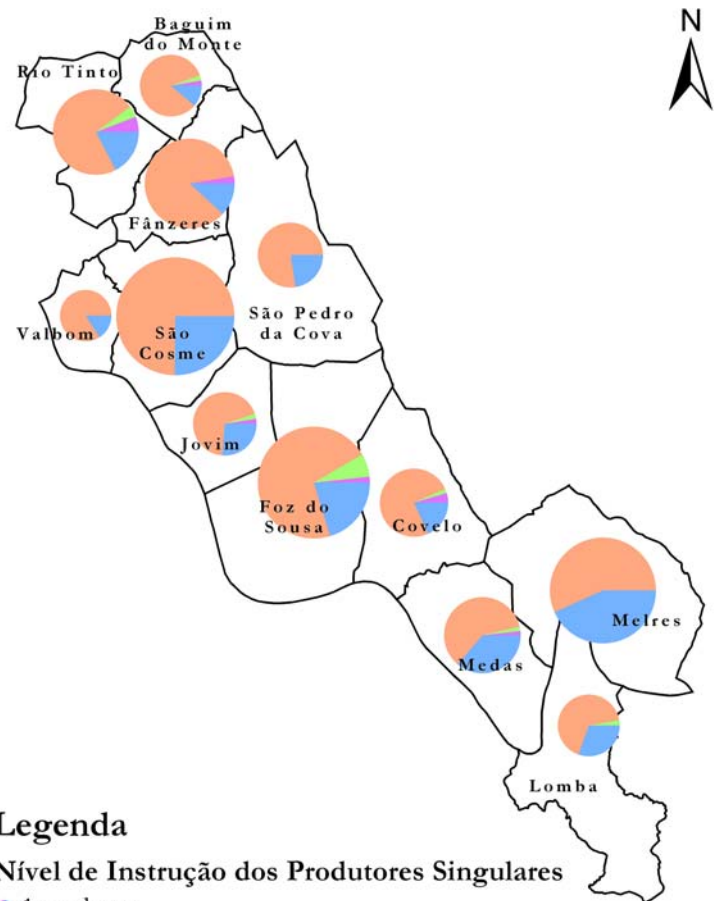 N
Baguim
do Monte
Rio Tinto
Fânzeres
São Pedro
da Cova
Valbom
São
Cosme
Jovim
Foz do
Sousa
Covelo
Melres
Medas
Lomba
Legenda
Nível de Instrução dos Produtores Singulares